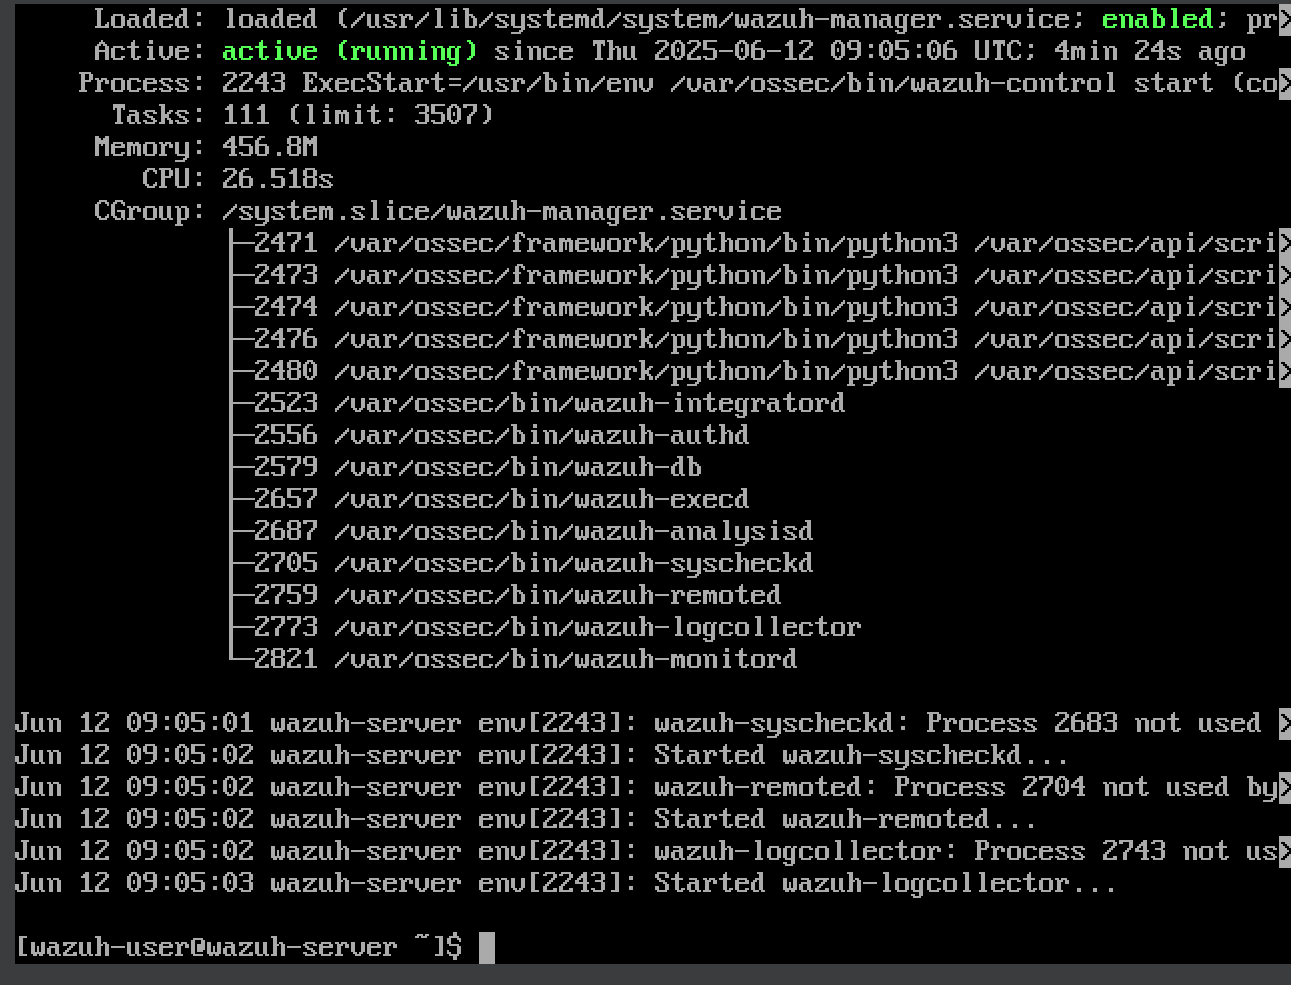 Loaded: loaded (/usr/lib/systemd/system/wazuh-manager.service; enabled; pr>
Active: active (running) since Thu 2025-06-12 09:05:06 UTC; 4min 24s ago
Process: 2243 ExecStart=/usr/bin/env /var/ossec/bin/wazuh-control start (co>
Tasks: 111 (limit: 3507)
Memory: 456.8M
CPU: 26.518s
CGroup: /system.slice/wazuh-manager.service
├─2471 /var/ossec/framework/python/bin/python3 /var/ossec/api/scri>
├─2473 /var/ossec/framework/python/bin/python3 /var/ossec/api/scri>
├─2474 /var/ossec/framework/python/bin/python3 /var/ossec/api/scri>
├─2476 /var/ossec/framework/python/bin/python3 /var/ossec/api/scri>
├─2480 /var/ossec/framework/python/bin/python3 /var/ossec/api/scri>
├─2523 /var/ossec/bin/wazuh-integratord
├─2556 /var/ossec/bin/wazuh-authd
├─2579 /var/ossec/bin/wazuh-db
├─2657 /var/ossec/bin/wazuh-execd
├─2687 /var/ossec/bin/wazuh-analysisd
├─2705 /var/ossec/bin/wazuh-syscheckd
├─2759 /var/ossec/bin/wazuh-remoted
├─2773 /var/ossec/bin/wazuh-logcollector
└─2821 /var/ossec/bin/wazuh-monitord
Jun 12 09:05:01 wazuh-server env[2243]: wazuh-syscheckd: Process 2683 not used >
Jun 12 09:05:02 wazuh-server env[2243]: Started wazuh-syscheckd...
Jun 12 09:05:02 wazuh-server env[2243]: wazuh-remoted: Process 2704 not used by>
Jun 12 09:05:02 wazuh-server env[2243]: Started wazuh-remoted...
Jun 12 09:05:02 wazuh-server env[2243]: wazuh-logcollector: Process 2743 not us>
Jun 12 09:05:03 wazuh-server env[2243]: Started wazuh-logcollector...
[wazuh-user@wazuh-server ~]$